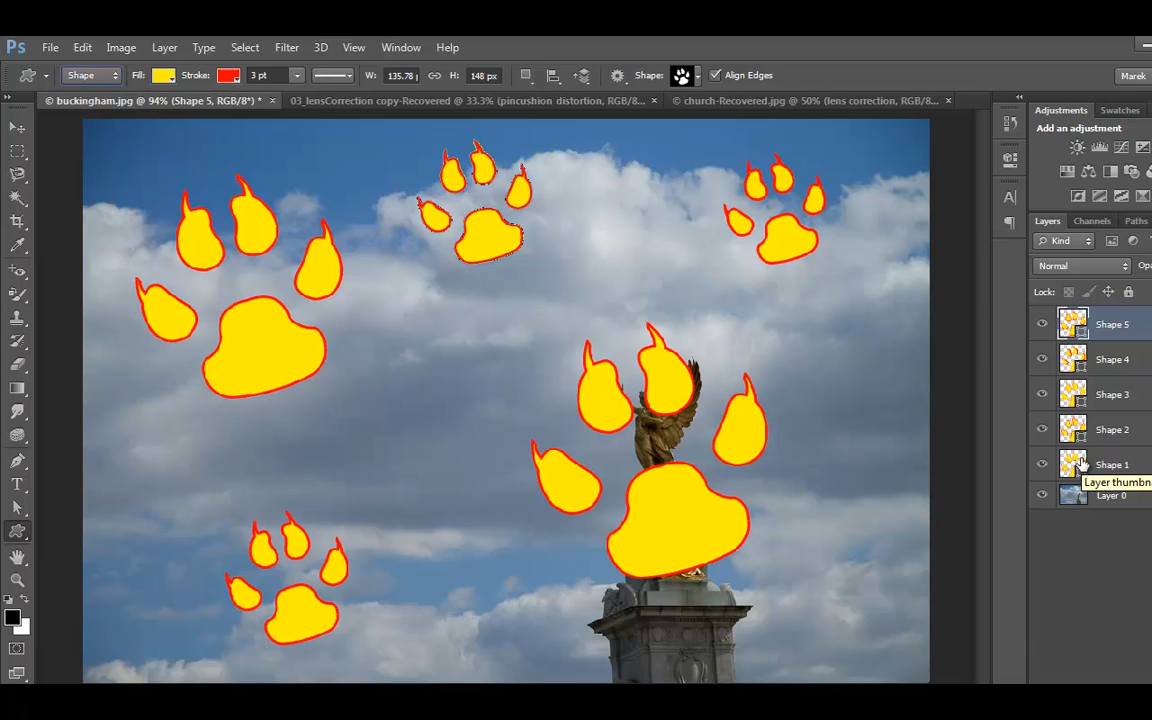 Ps File Edit Image Layer Type Select Filter 3D View Window Help
Shape Fill: Stroke: 3 pt W: 135.78 H: 148 px Shape: Align Edges Marek
buckingham.jpg @ 94% (Shape 5, RGB/8*) * × 03_lensCorrection copy-Recovered @ 33.3% (pincushion distortion, RGB/8... × church-Recovered.jpg @ 50% (lens correction, RGB/8... ×
Adjustments Swatches
Add an adjustment
A
Layers Channels Paths
Kind
Normal Opa
Lock:
Shape 5
Shape 4
Shape 3
Shape 2
Shape 1
Layer thumbn
Layer 0
T